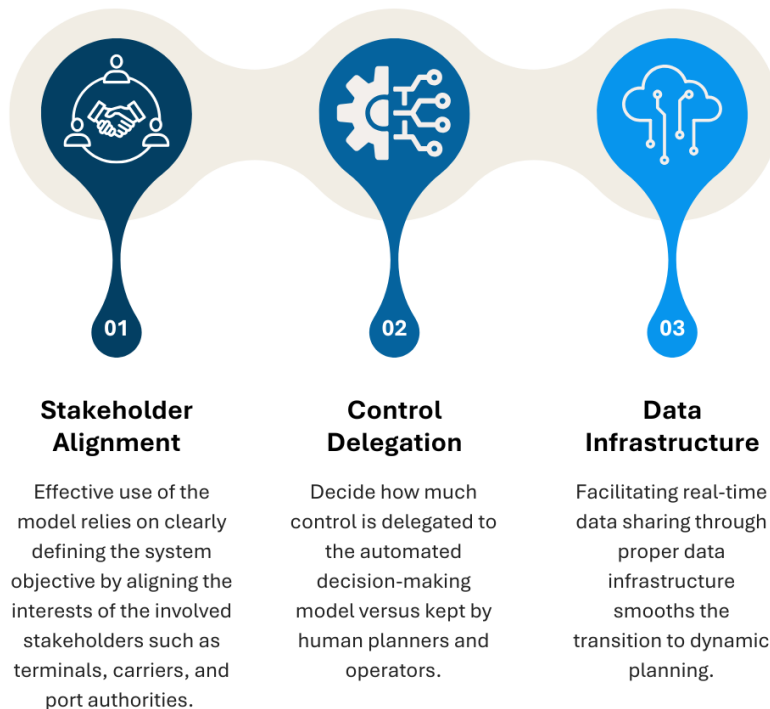 01
Stakeholder
Alignment
Effective use of the
model relies on clearly
defining the system
objective by aligning the
interests of the involved
stakeholders such as
terminals, carriers, and
port authorities.
02
Control
Delegation
Decide how much
control is delegated to
the automated
decision-making
model versus kept by
human planners and
operators.
03
Data
Infrastructure
Facilitating real-time
data sharing through
proper data
infrastructure
smooths the
transition to dynamic
planning.